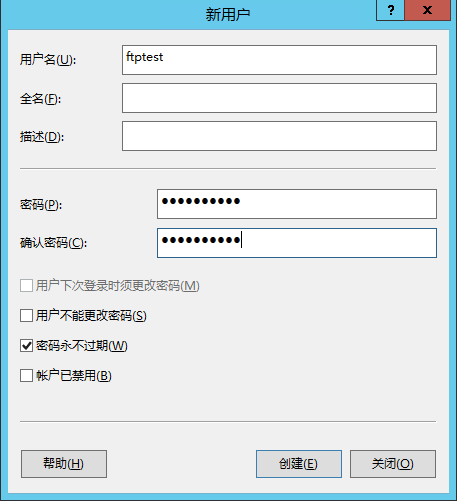 新用户
? x
用户名(U): ftptest
全名(F):
描述(D):
密码(P): ●●●●●●●●●●
确认密码(C): ●●●●●●●●●●
用户下次登录时须更改密码(M)
用户不能更改密码(S)
密码永不过期(W)
帐户已禁用(B)
帮助(H) 创建(E) 关闭(O)